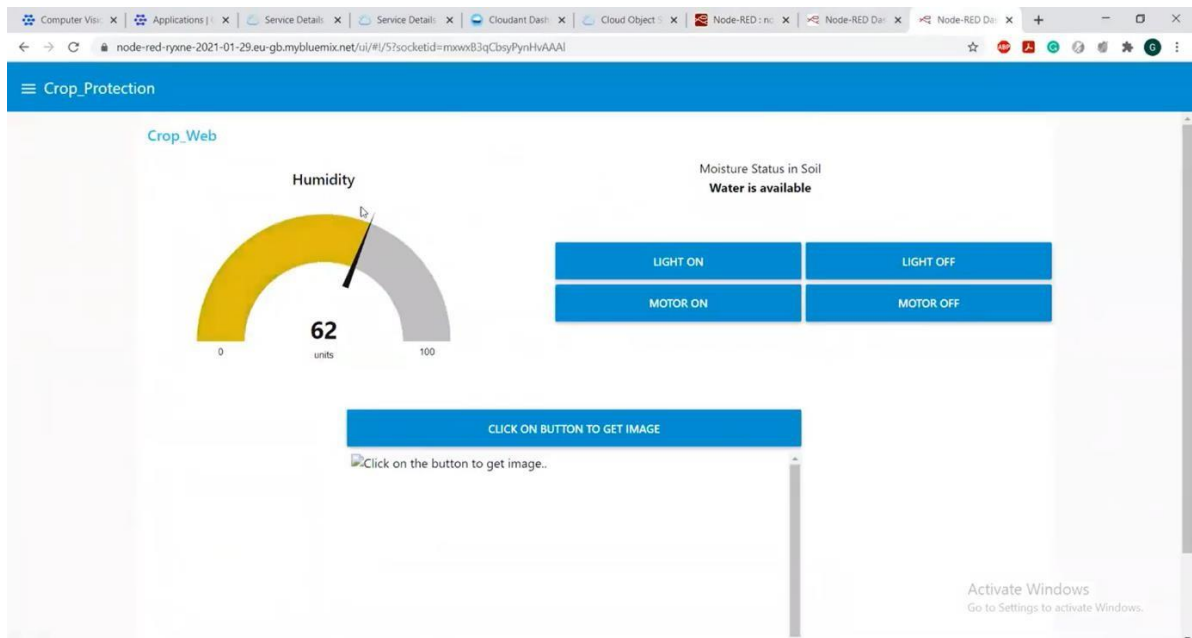 Computer Visi
Applications | (
Service Details
Service Details
Cloudant Dash
Cloud Object S
Node-RED : no
Node-RED Das
Node-RED Das
node-red-ryxne-2021-01-29.eu-gb.mybluemix.net/ui/#!/5?socketid=mxwxB3qCbsyPynHvAAAI
ABP
G
Crop_Protection
Crop_Web
Humidity
62
units
0
100
Moisture Status in Soil
Water is available
LIGHT ON
LIGHT OFF
MOTOR ON
MOTOR OFF
CLICK ON BUTTON TO GET IMAGE
Click on the button to get image..
Activate Windows
Go to Settings to activate Windows.